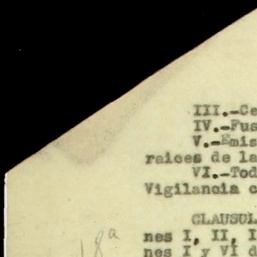 III.-Ce
IV.-Fus
V.-Emis
raices de la
VI.-Tod
Vigilancia c
CLAUSUL
nes I, II, I
18ª
nes I y VI d